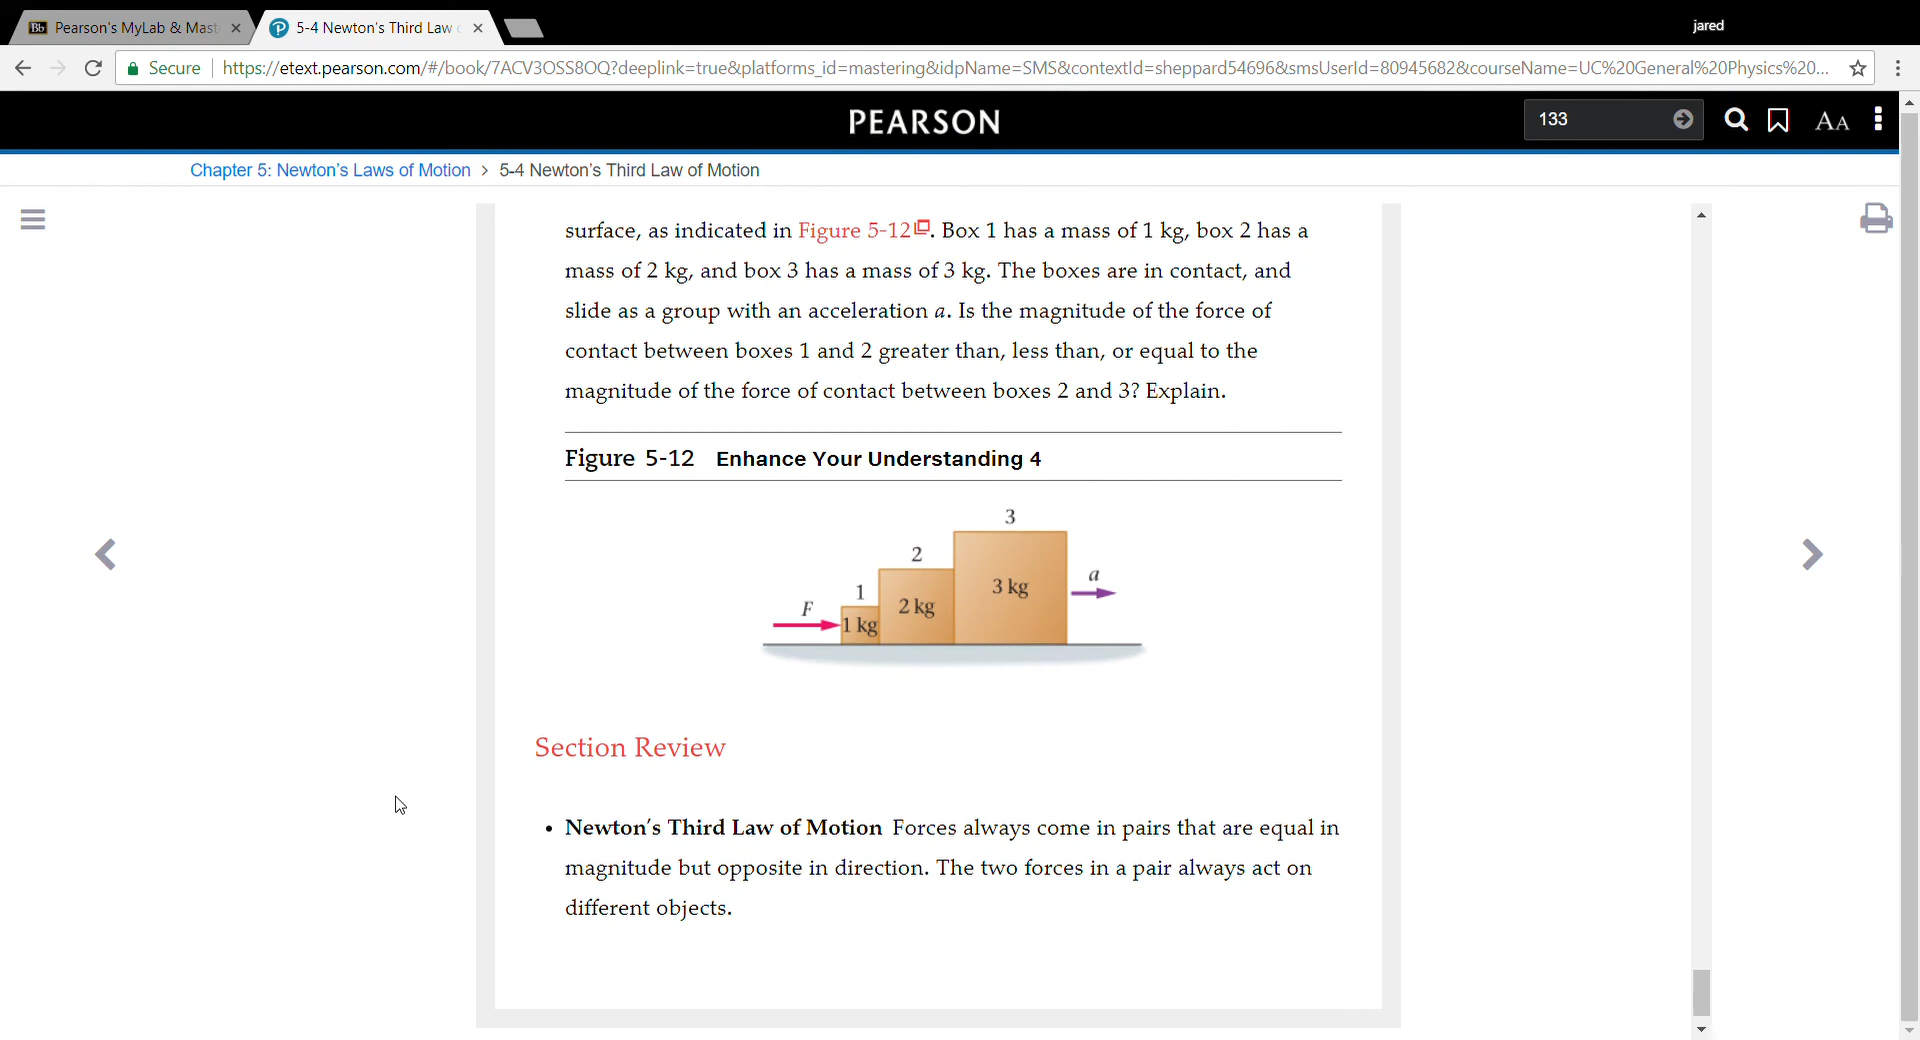 Pearson's MyLab & Mast
5-4 Newton's Third Law o
jared
Secure
https://etext.pearson.com/#/book/7ACV3OSS8OQ?deeplink=true&platforms_id=mastering&idpName=SMS&contextId=sheppard54696&smsUserId=80945682&courseName=UC%20General%20Physics%20...
PEARSON
133
AA
Chapter 5: Newton's Laws of Motion > 5-4 Newton's Third Law of Motion
surface, as indicated in Figure 5-12. Box 1 has a mass of 1 kg, box 2 has a
mass of 2 kg, and box 3 has a mass of 3 kg. The boxes are in contact, and
slide as a group with an acceleration a. Is the magnitude of the force of
contact between boxes 1 and 2 greater than, less than, or equal to the
magnitude of the force of contact between boxes 2 and 3? Explain.
Figure 5-12 Enhance Your Understanding 4
3
2
a
3 kg
1
F
2 kg
1 kg
Section Review
• Newton's Third Law of Motion Forces always come in pairs that are equal in
magnitude but opposite in direction. The two forces in a pair always act on
different objects.